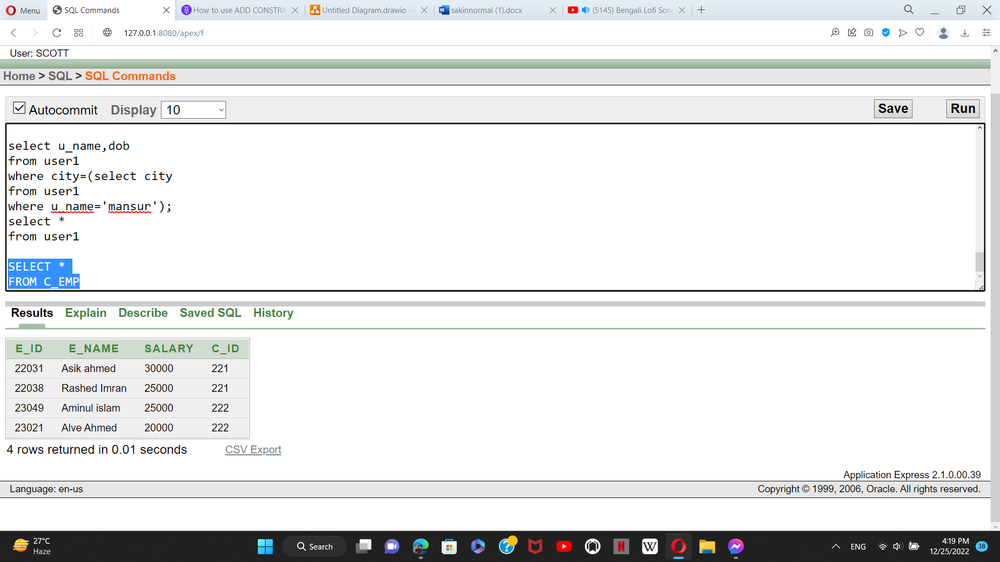 Menu
SQL Commands
How to use ADD CONSTRA
Untitled Diagram.drawio -
sakinnormal (1).docx
(5145) Bengali Lofi Son
127.0.0.1:8080/apex/f
User: SCOTT
Home > SQL > SQL Commands
Autocommit Display 10
Save Run
select u_name,dob
from user1
where city=(select city
from user1
where u_name='mansur');
select *
from user1
SELECT *
FROM C_EMP
Results Explain Describe Saved SQL History
E_ID E_NAME SALARY C_ID
22031 Asik ahmed 30000 221
22038 Rashed Imran 25000 221
23049 Aminul islam 25000 222
23021 Alve Ahmed 20000 222
4 rows returned in 0.01 seconds CSV Export
Application Express 2.1.0.00.39
Language: en-us
Copyright © 1999, 2006, Oracle. All rights reserved.
27°C
Haze
Search
N
W
ENG
4:19 PM
12/25/2022
38